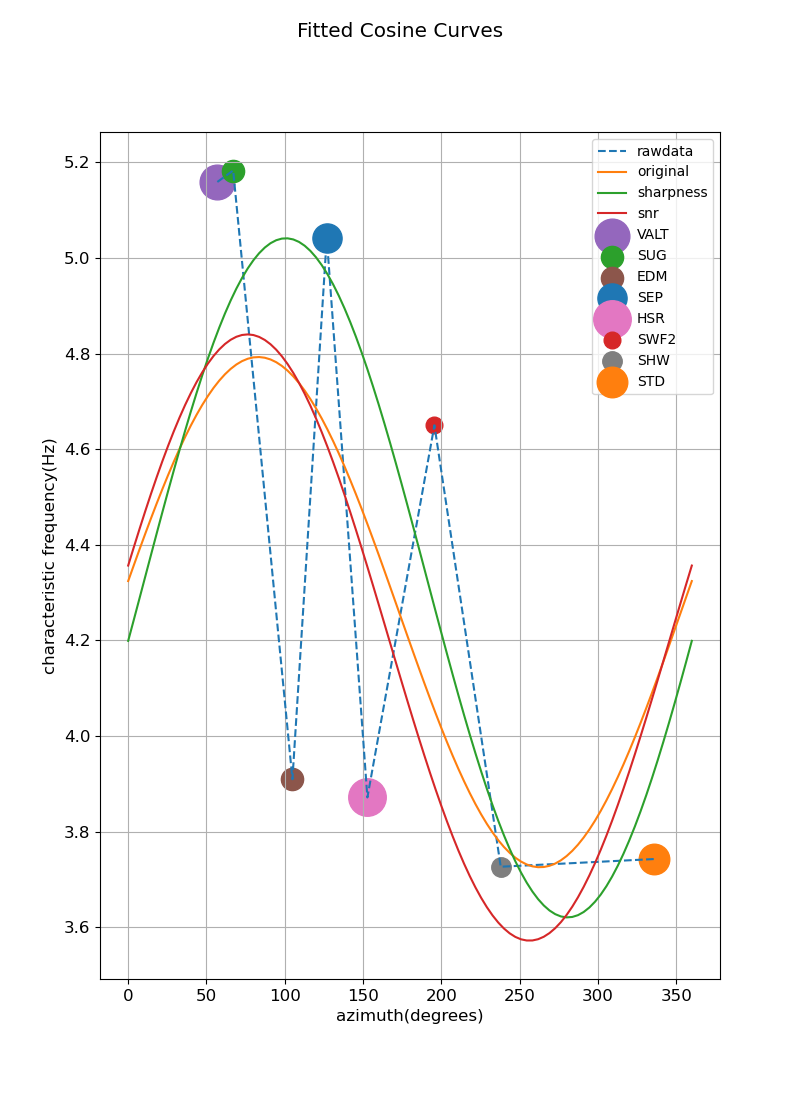 Fitted Cosine Curves
5.2
5.0
4.8
4.6
4.4
4.2
4.0
3.8
3.6
characteristic frequency(Hz)
0 50 100 150 200 250 300 350
azimuth(degrees)
rawdata
original
sharpness
snr
VALT
SUG
EDM
SEP
HSR
SWF2
SHW
STD